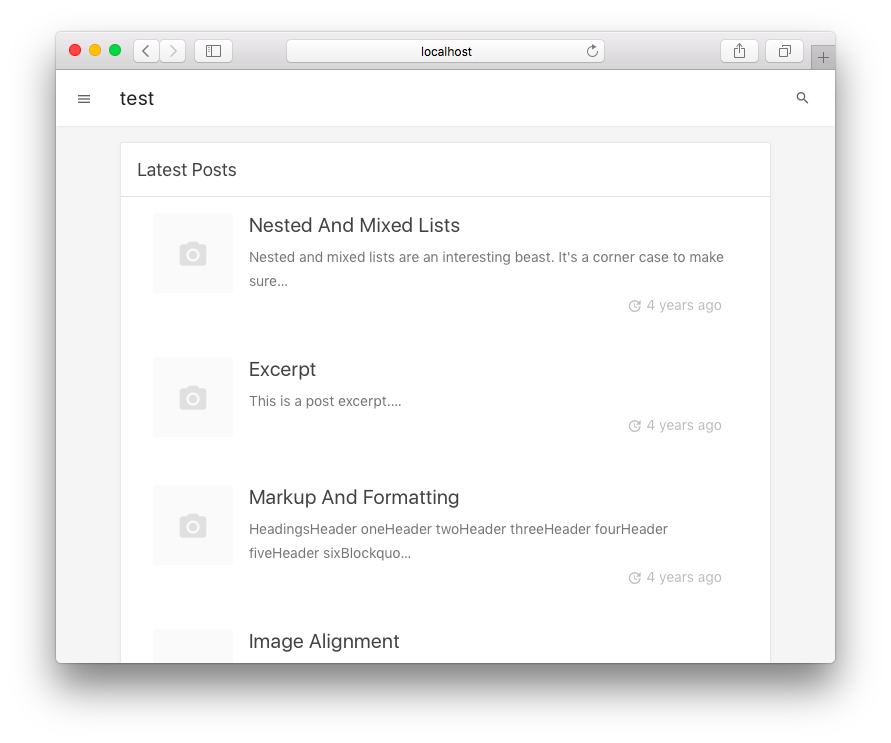 localhost
test
Latest Posts
Nested And Mixed Lists
Nested and mixed lists are an interesting beast. It's a corner case to make
sure...
4 years ago
Excerpt
This is a post excerpt....
4 years ago
Markup And Formatting
HeadingsHeader oneHeader twoHeader threeHeader fourHeader
fiveHeader sixBlockquo...
4 years ago
Image Alignment